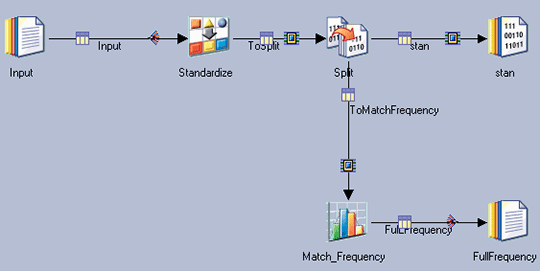 Input
ToSplit
stan
Input
Standardize
Split
stan
ToMatchFrequency
FullFrequency
Match_Frequency
FullFrequency